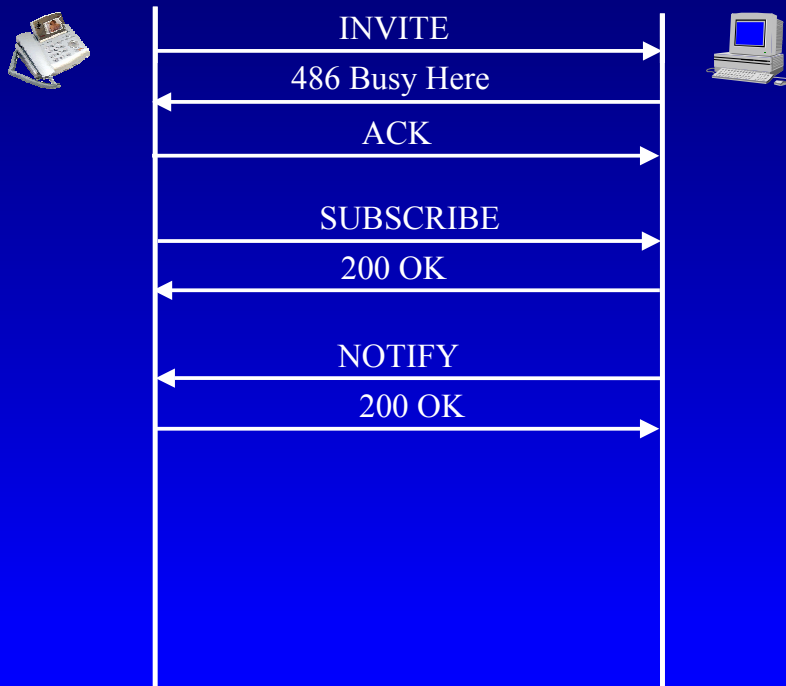 INVITE
486 Busy Here
ACK
SUBSCRIBE
200 OK
NOTIFY
200 OK